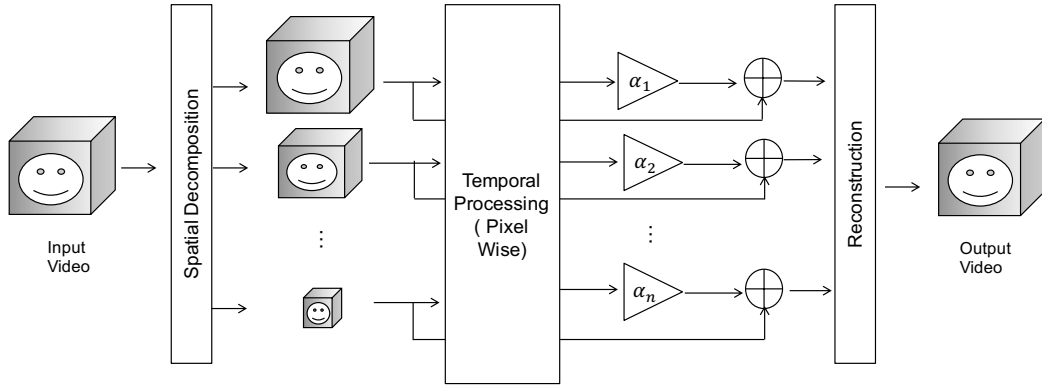 Input
Video
Spatial Decomposition
⋮
Temporal
Processing
( Pixel
Wise)
α₁
α₂
⋮
αₙ
Reconstruction
Output
Video